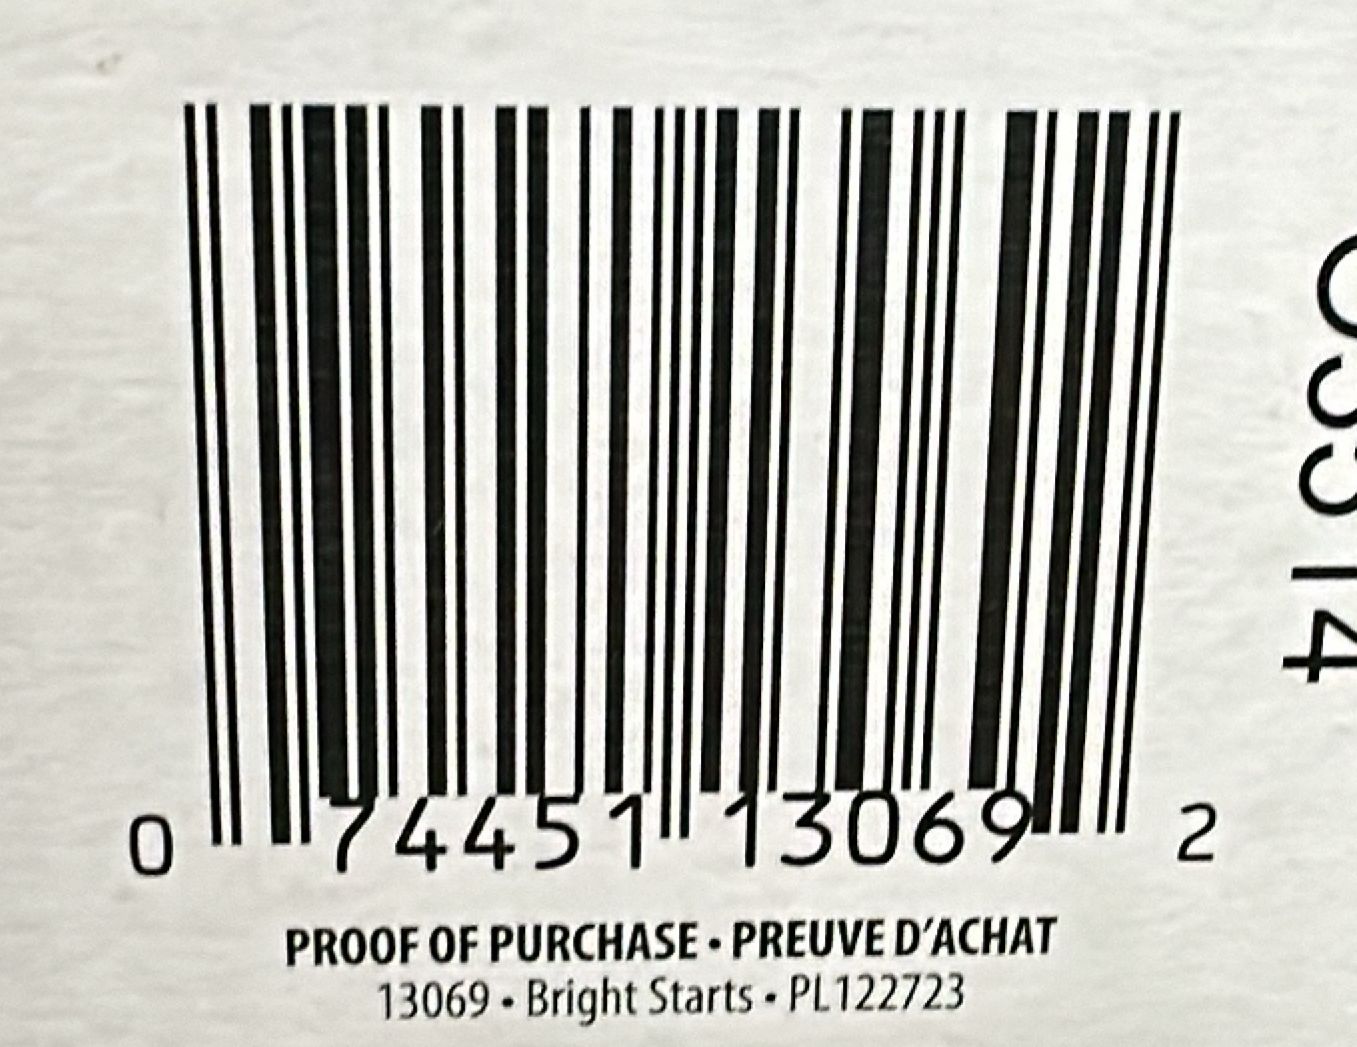 0 74451 13069 2
PROOF OF PURCHASE • PREUVE D'ACHAT
13069 • Bright Starts • PL122723